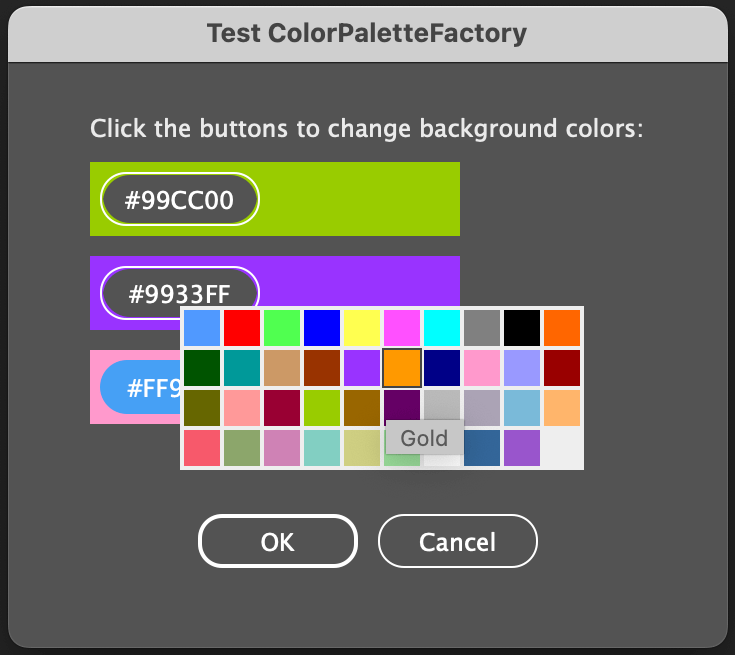 Test ColorPaletteFactory
Click the buttons to change background colors:
#99CC00
#9933FF
#FF9
Gold
OK
Cancel